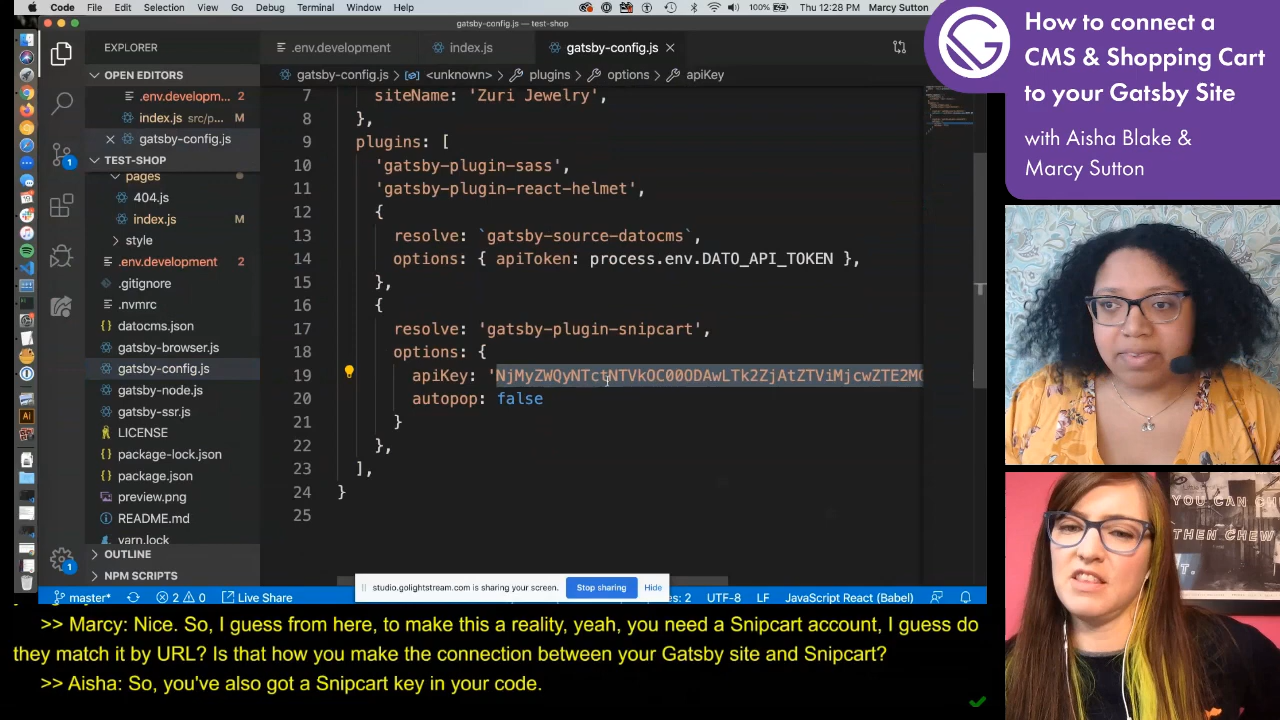 Code File Edit Selection View Go Run Debug Terminal Window Help 100% Thu 12:28 PM Marcy Sutton
gatsby-config.js — test-shop
EXPLORER
.env.development index.js gatsby-config.js
OPEN EDITORS
.env.developm... 2
index.js src/p... M
gatsby-config.js
TEST-SHOP
pages
404.js
index.js M
style
.env.development 2
.gitignore
.nvmrc
datocms.json
gatsby-browser.js
gatsby-config.js
gatsby-node.js
gatsby-ssr.js
LICENSE
package-lock.json
package.json
preview.png
README.md
yarn.lock
OUTLINE
NPM SCRIPTS
gatsby-config.js > <unknown> > plugins > options > apiKey
7 siteName: 'Zuri Jewelry',
8 },
9 plugins: [
10 'gatsby-plugin-sass',
11 'gatsby-plugin-react-helmet',
12 {
13 resolve: `gatsby-source-datocms`,
14 options: { apiToken: process.env.DATO_API_TOKEN },
15 },
16 {
17 resolve: 'gatsby-plugin-snipcart',
18 options: {
19 apiKey: 'NjMyZWQyNTctNTVkOC00ODAwLTk2ZjAtZTViMjcwZTE2M
20 autopop: false
21 }
22 },
23 ],
24 }
25
studio.golightstream.com is sharing your screen. Stop sharing Hide
master* 2 0 Live Share
UTF-8 LF JavaScript React (Babel)
How to connect a
CMS & Shopping Cart
to your Gatsby Site
with Aisha Blake &
Marcy Sutton
YOU CAN
THEN CHEW
>> Marcy: Nice. So, I guess from here, to make this a reality, yeah, you need a Snipcart account, I guess do
they match it by URL? Is that how you make the connection between your Gatsby site and Snipcart?
>> Aisha: So, you've also got a Snipcart key in your code.